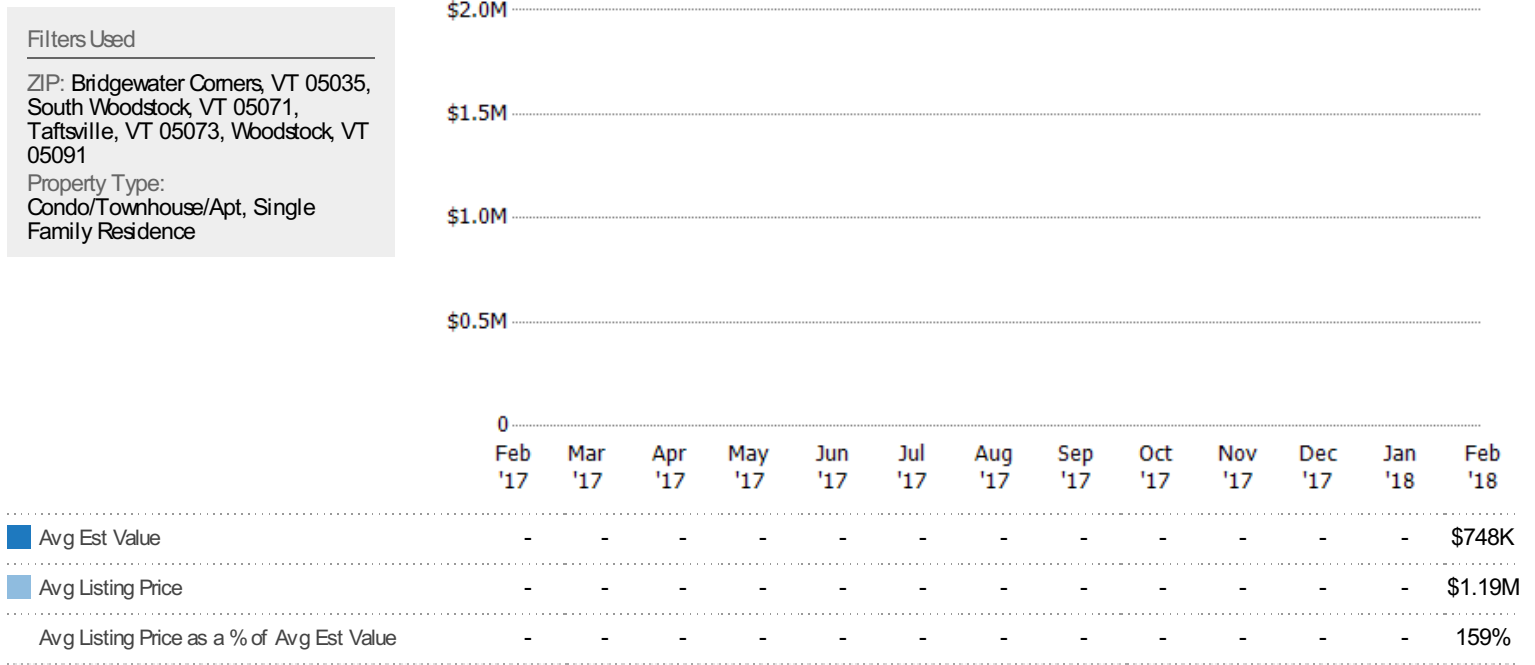 Filters Used
ZIP: Bridgewater Corners, VT 05035,
South Woodstock, VT 05071,
Taftsville, VT 05073, Woodstock, VT
05091
Property Type:
Condo/Townhouse/Apt, Single
Family Residence
$2.0M
$1.5M
$1.0M
$0.5M
0
Feb Mar Apr May Jun Jul Aug Sep Oct Nov Dec Jan Feb
'17 '17 '17 '17 '17 '17 '17 '17 '17 '17 '17 '18 '18
Avg Est Value - - - - - - - - - - - - $748K
Avg Listing Price - - - - - - - - - - - - $1.19M
Avg Listing Price as a % of Avg Est Value - - - - - - - - - - - - 159%